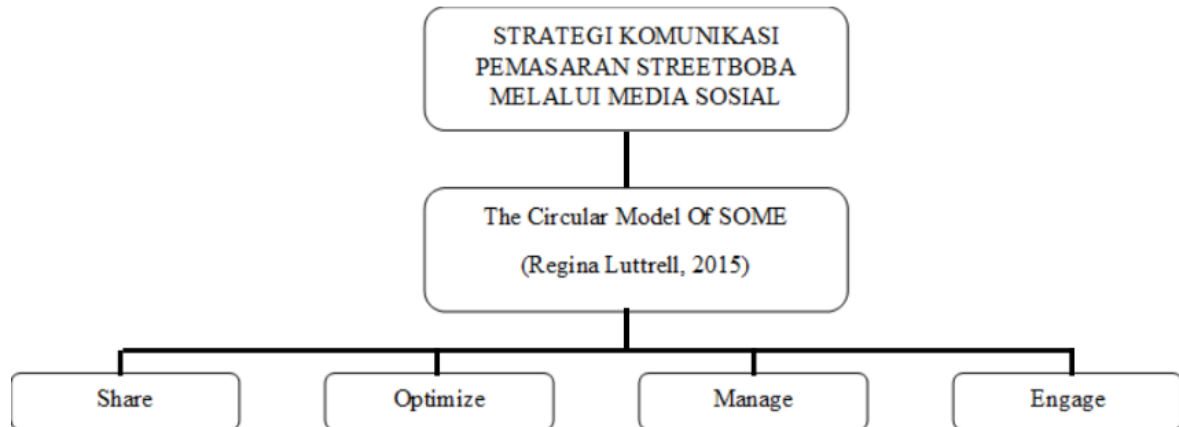 STRATEGI KOMUNIKASI
PEMASARAN STREETBOBA
MELALUI MEDIA SOSIAL
The Circular Model Of SOME
(Regina Luttrell, 2015)
Share
Optimize
Manage
Engage